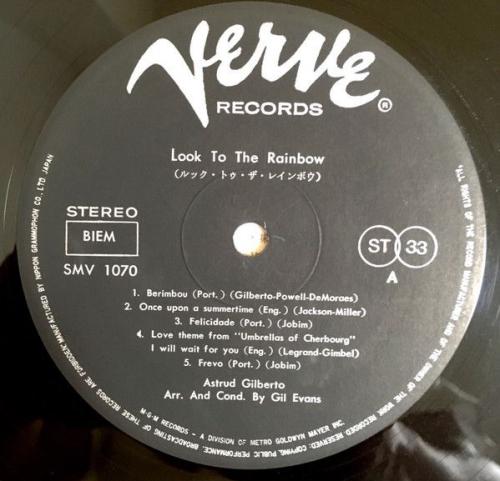 Verve
RECORDS ®
Look To The Rainbow
(ルック・トゥ・ザ・レインボウ)
STEREO
BIEM
SMV 1070
ST 33
A
1. Berimbou (Port.) (Gilberto-Powell-DeMoraes)
2. Once upon a summertime (Eng.) (Jackson-Miller)
3. Felicidade (Port.) (Jobim)
4. Love theme from "Umbrellas of Cherbourg"
I will wait for you (Eng.) (Legrand-Gimbel)
5. Frevo (Port.) (Jobim)
Astrud Gilberto
Arr. And Cond. By Gil Evans
M-G-M RECORDS - A DIVISION OF METRO GOLDWYN MAYER INC.
ALL RIGHTS OF THE RECORD MANUFACTURER AND OF THE OWNER OF THE WORK RECORDED RESERVED: COPYING PUBLIC PERFORMANCE, BROADCASTING OF THESE RECORDS ARE FORBIDDEN: MANUFACTURED BY NIPPON GRAMMOPHON CO., LTD. JAPAN